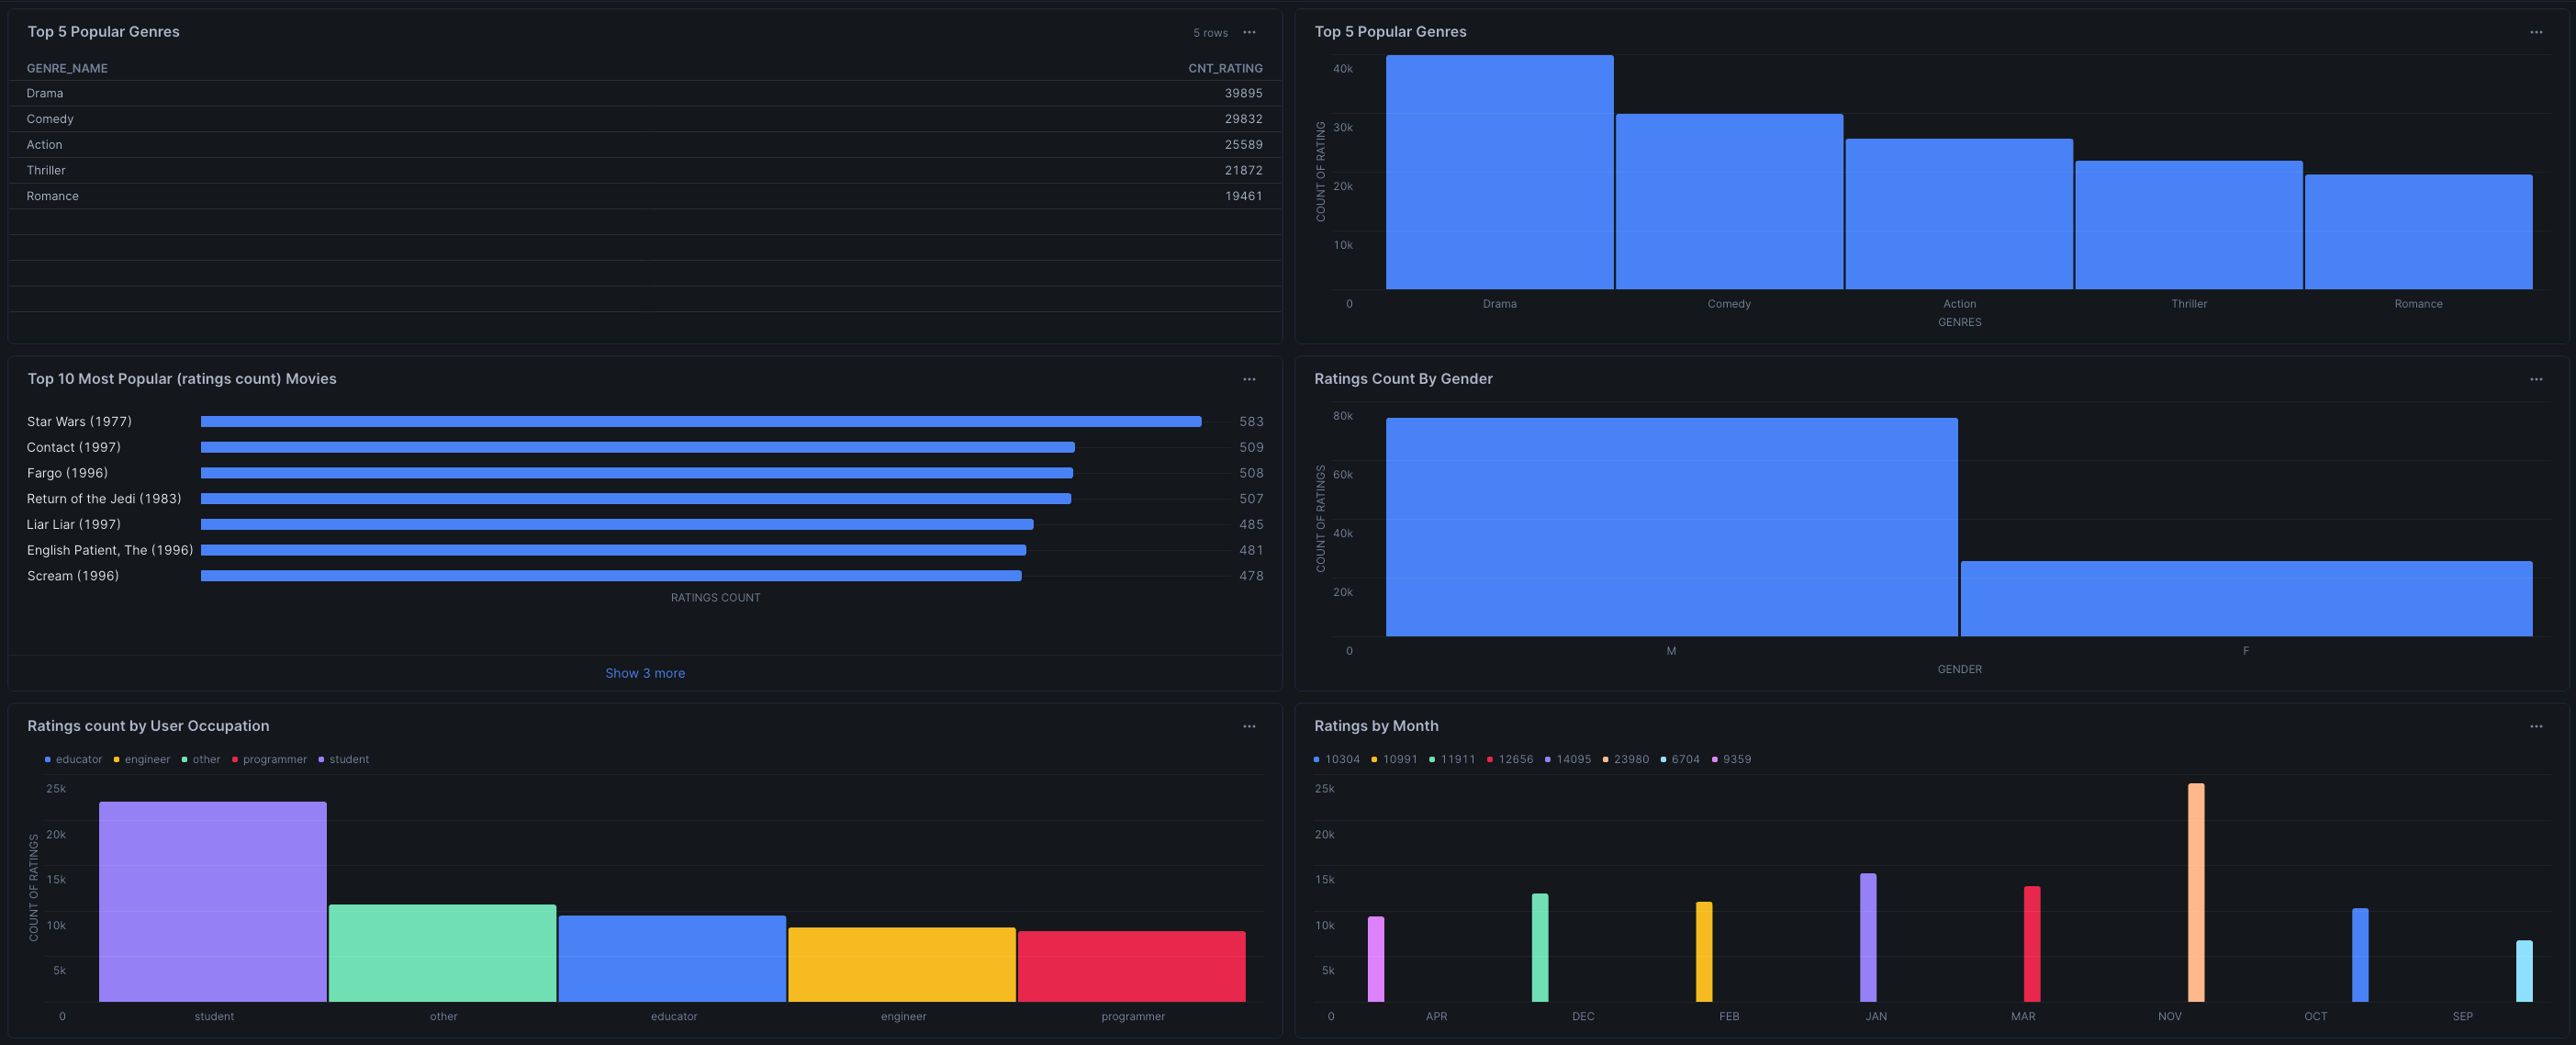 Top 5 Popular Genres
5 rows
GENRE_NAME CNT_RATING
Drama 39895
Comedy 29832
Action 25589
Thriller 21872
Romance 19461
Top 5 Popular Genres
COUNT OF RATING
40k
30k
20k
10k
0
Drama Comedy Action Thriller Romance
GENRES
Top 10 Most Popular (ratings count) Movies
Star Wars (1977) 583
Contact (1997) 509
Fargo (1996) 508
Return of the Jedi (1983) 507
Liar Liar (1997) 485
English Patient, The (1996) 481
Scream (1996) 478
RATINGS COUNT
Show 3 more
Ratings Count By Gender
COUNT OF RATINGS
80k
60k
40k
20k
0
M F
GENDER
Ratings count by User Occupation
educator engineer other programmer student
COUNT OF RATINGS
25k
20k
15k
10k
5k
0
student other educator engineer programmer
Ratings by Month
10304 10991 11911 12656 14095 23980 6704 9359
25k
20k
15k
10k
5k
0
APR DEC FEB JAN MAR NOV OCT SEP